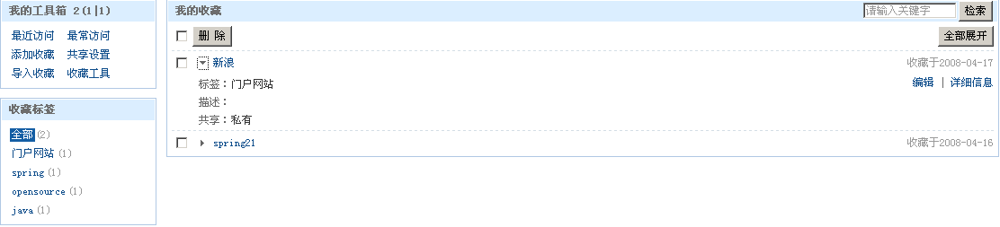 我的工具箱 2(1|1)
最近访问 最常访问
添加收藏 共享设置
导入收藏 收藏工具
收藏标签
全部(2)
门户网站(1)
spring(1)
opensource(1)
java(1)
我的收藏 请输入关键字 检索
删 除 全部展开
新浪 收藏于2008-04-17
标签：门户网站 编辑 | 详细信息
描述：
共享：私有
spring21 收藏于2008-04-16